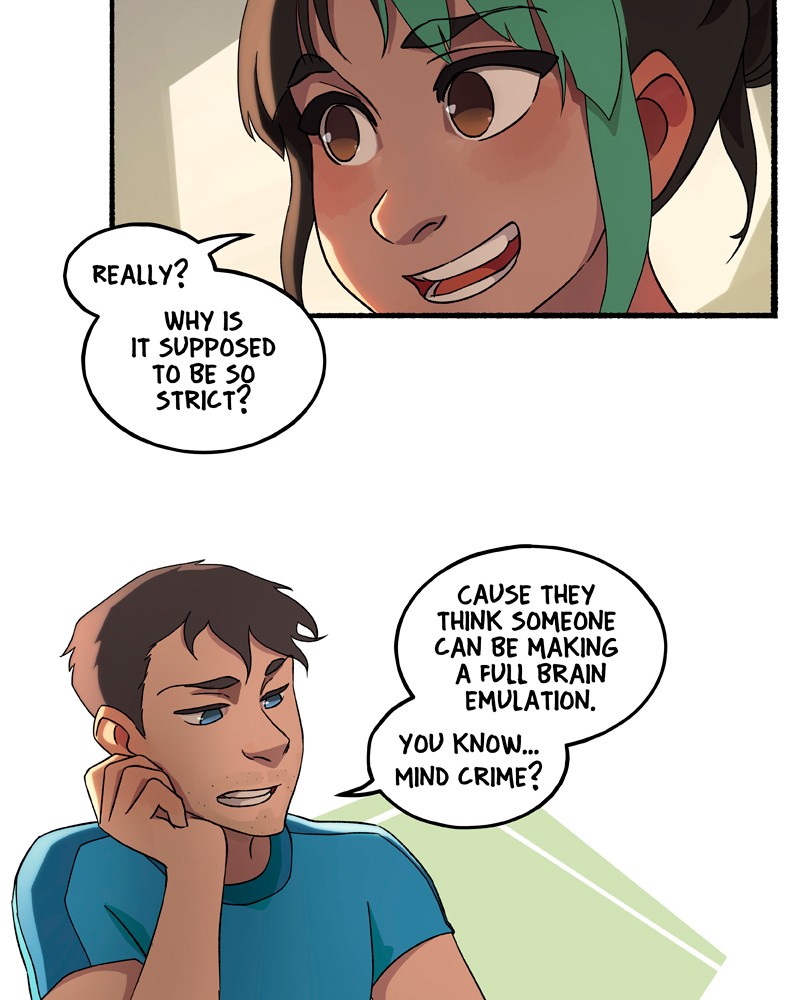 REALLY?
WHY IS
IT SUPPOSED
TO BE SO
STRICT?
CAUSE THEY
THINK SOMEONE
CAN BE MAKING
A FULL BRAIN
EMULATION.
YOU KNOW...
MIND CRIME?